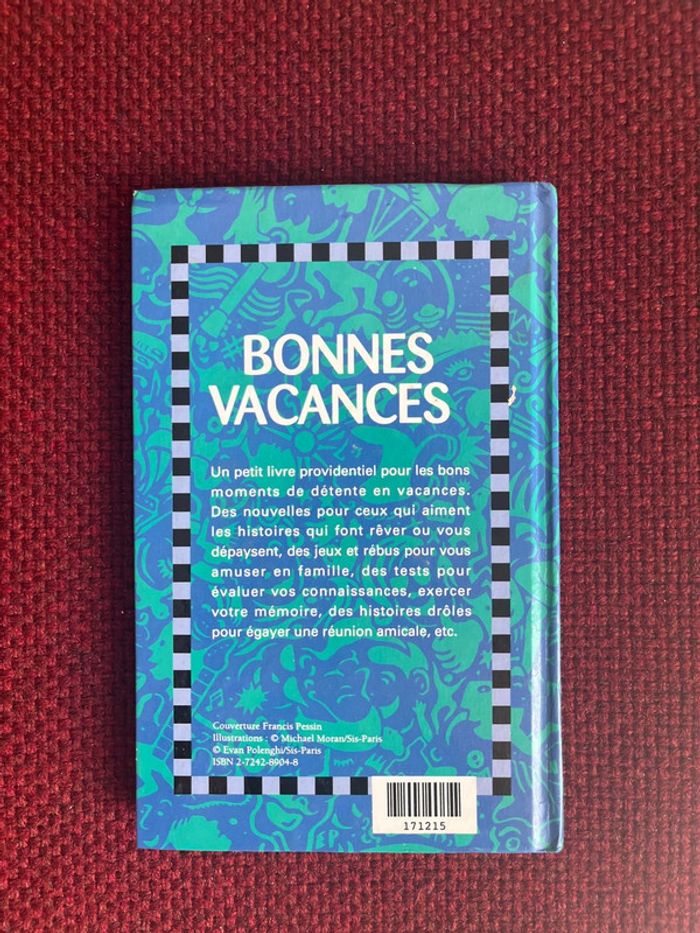 BONNES
VACANCES
Un petit livre providentiel pour les bons
moments de détente en vacances.
Des nouvelles pour ceux qui aiment
les histoires qui font rêver ou vous
dépaysent, des jeux et rébus pour vous
amuser en famille, des tests pour
évaluer vos connaissances, exercer
votre mémoire, des histoires drôles
pour égayer une réunion amicale, etc.
Couverture Francis Pessin
Illustrations : © Michael Moran/Sis-Paris
© Evan Polenghi/Sis-Paris
ISBN 2-7242-8904-8
171215